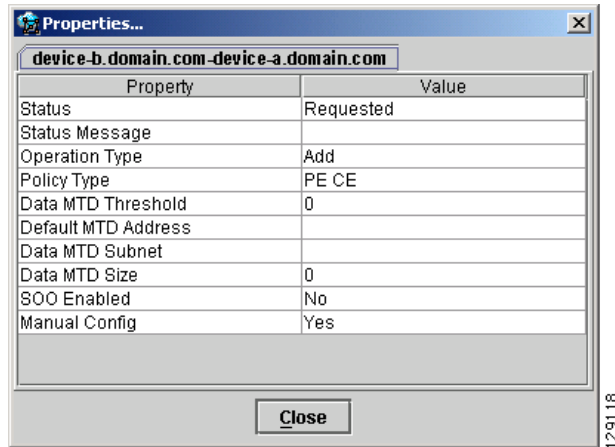 Properties...
device-b.domain.com-device-a.domain.com
Property Value
Status Requested
Status Message
Operation Type Add
Policy Type PE CE
Data MTD Threshold 0
Default MTD Address
Data MTD Subnet
Data MTD Size 0
SOO Enabled No
Manual Config Yes
Close
129118